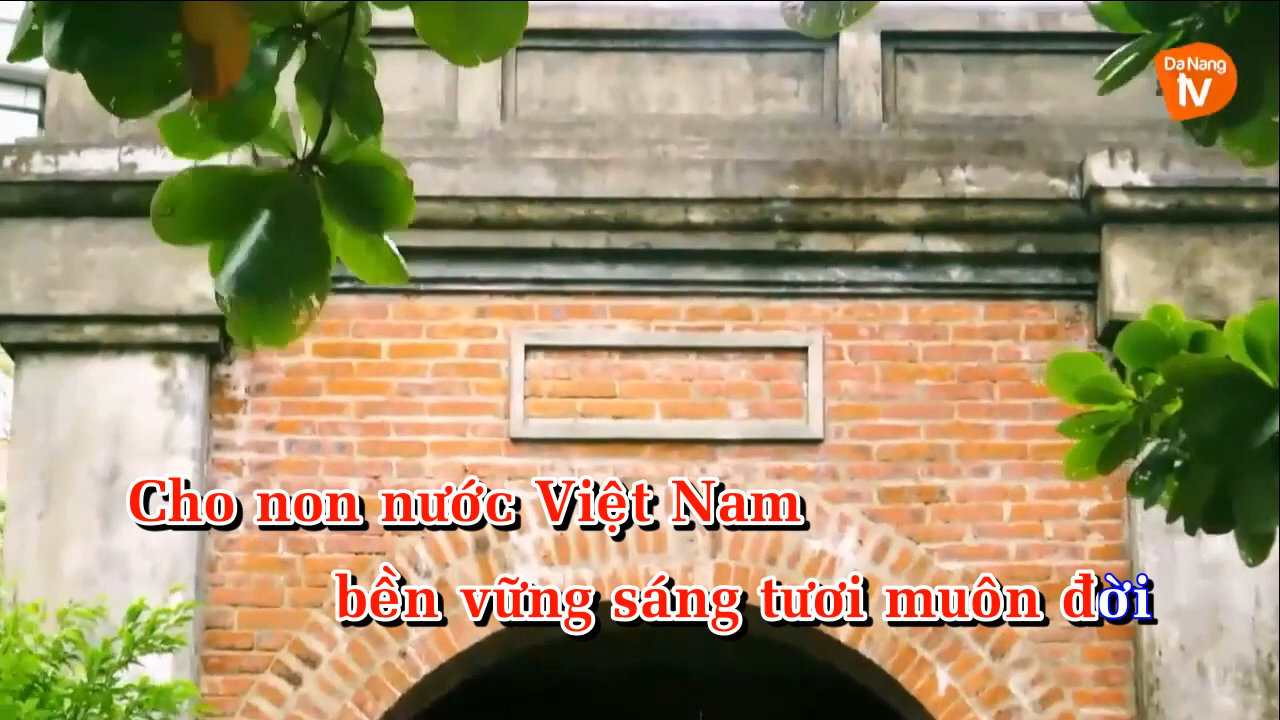 Da Nang
tv
Cho non nước Việt Nam
bền vững sáng tươi muôn đời